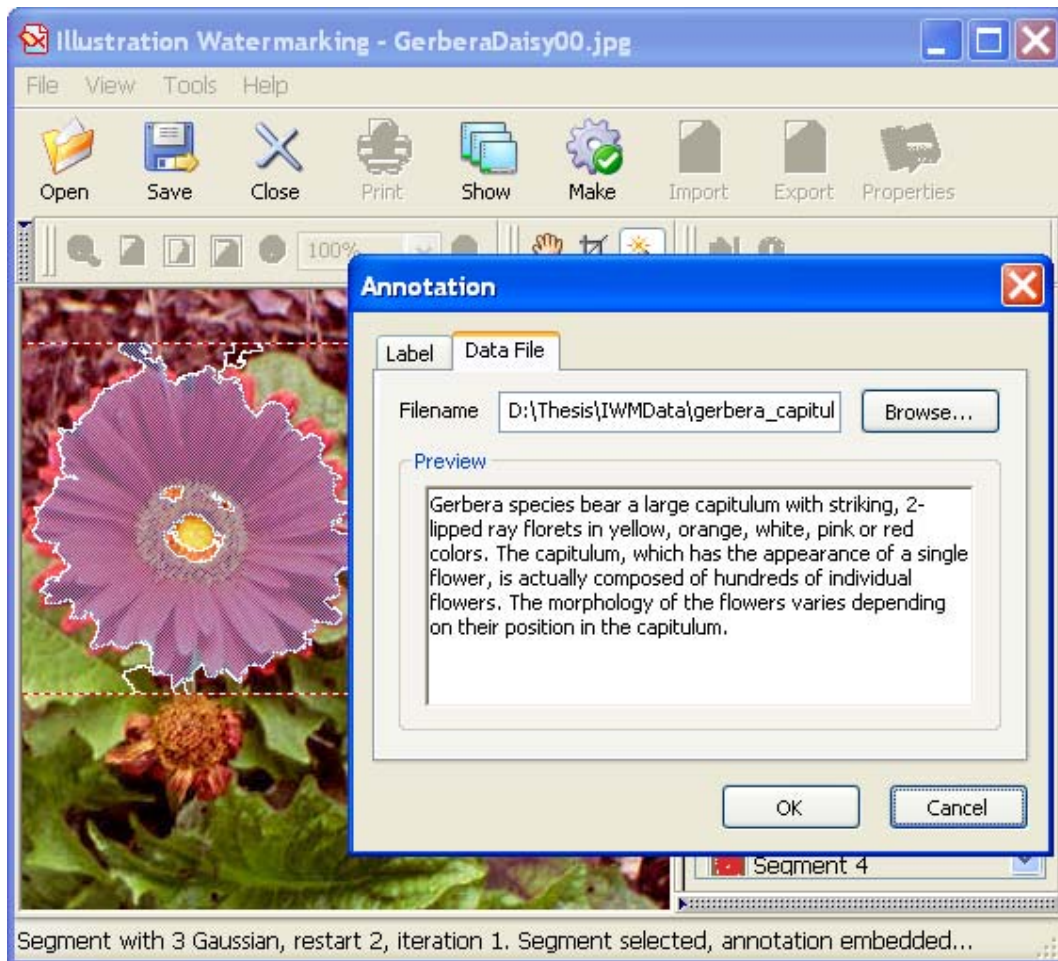 Illustration Watermarking - GerberaDaisy00.jpg
File View Tools Help
Open Save Close Print Show Make Import Export Properties
100%
Annotation
Label Data File
Filename D:\Thesis\IWMData\gerbera_capitul Browse...
Preview
Gerbera species bear a large capitulum with striking, 2-
lipped ray florets in yellow, orange, white, pink or red
colors. The capitulum, which has the appearance of a single
flower, is actually composed of hundreds of individual
flowers. The morphology of the flowers varies depending
on their position in the capitulum.
OK Cancel
Segment 4
Segment with 3 Gaussian, restart 2, iteration 1. Segment selected, annotation embedded...